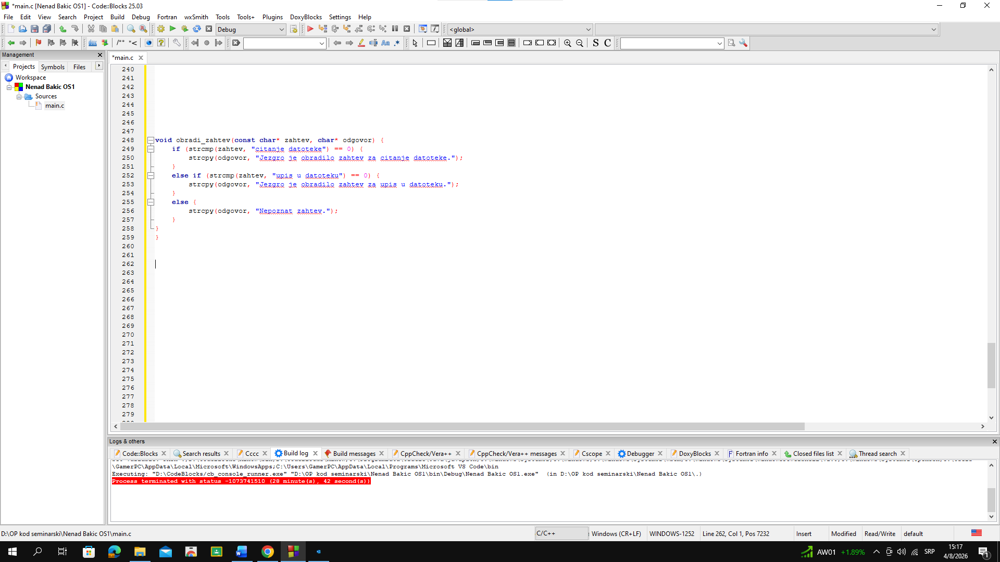 *main.c [Nenad Bakic OS1] - Code::Blocks 25.03
File Edit View Search Project Build Debug Fortran wxSmith Tools Tools+ Plugins DoxyBlocks Settings Help
Debug
<global>
/** *<
Aa .* S C
Management
*main.c
Projects Symbols Files
Workspace
Nenad Bakic OS1
Sources
main.c
240
241
242
243
244
245
246
247
248 void obradi_zahtev(const char* zahtev, char* odgovor) {
249 if (strcmp(zahtev, "citanje datoteke") == 0) {
250 strcpy(odgovor, "Jezgro je obradilo zahtev za citanje datoteke.");
251 }
252 else if (strcmp(zahtev, "upis u datoteku") == 0) {
253 strcpy(odgovor, "Jezgro je obradilo zahtev za upis u datoteku.");
254 }
255 else {
256 strcpy(odgovor, "Nepoznat zahtev.");
257 }
258 }
259 }
260
261
262
263
264
265
266
267
268
269
270
271
272
273
274
275
276
277
278
279
Logs & others
Code::Blocks Search results Cccc Build log Build messages CppCheck/Vera++ CppCheck/Vera++ messages Cscope Debugger DoxyBlocks Fortran info Closed files list Thread search
\GamerPC\AppData\Local\Microsoft\WindowsApps;C:\Users\GamerPC\AppData\Local\Programs\Microsoft VS Code\bin
Executing: "D:\CodeBlocks/cb_console_runner.exe" "D:\OP kod seminarski\Nenad Bakic OS1\bin\Debug\Nenad Bakic OS1.exe" (in D:\OP kod seminarski\Nenad Bakic OS1\.)
Process terminated with status -1073741510 (28 minute(s), 42 second(s))
D:\OP kod seminarski\Nenad Bakic OS1\main.c C/C++ Windows (CR+LF) WINDOWS-1252 Line 262, Col 1, Pos 7232 Insert Modified Read/Write default
AW01 +1.89% SRP 15:17
4/8/2026 1